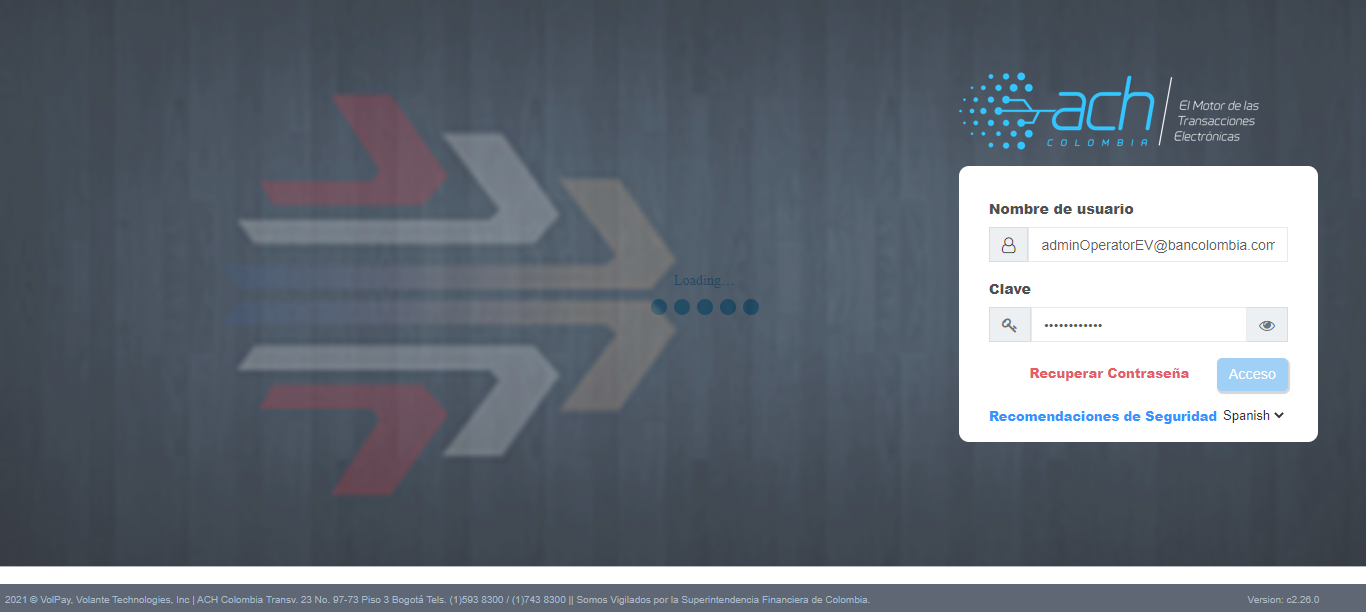 ach
COLOMBIA
El Motor de las
Transacciones
Electrónicas
Nombre de usuario
adminOperatorEV@bancolombia.com
Clave
••••••••••••
Recuperar Contraseña
Acceso
Recomendaciones de Seguridad
Spanish
Loading...
2021 © VolPay, Volante Technologies, Inc | ACH Colombia Transv. 23 No. 97-73 Piso 3 Bogotá Tels. (1)593 8300 / (1)743 8300 || Somos Vigilados por la Superintendencia Financiera de Colombia.
Version: c2.26.0